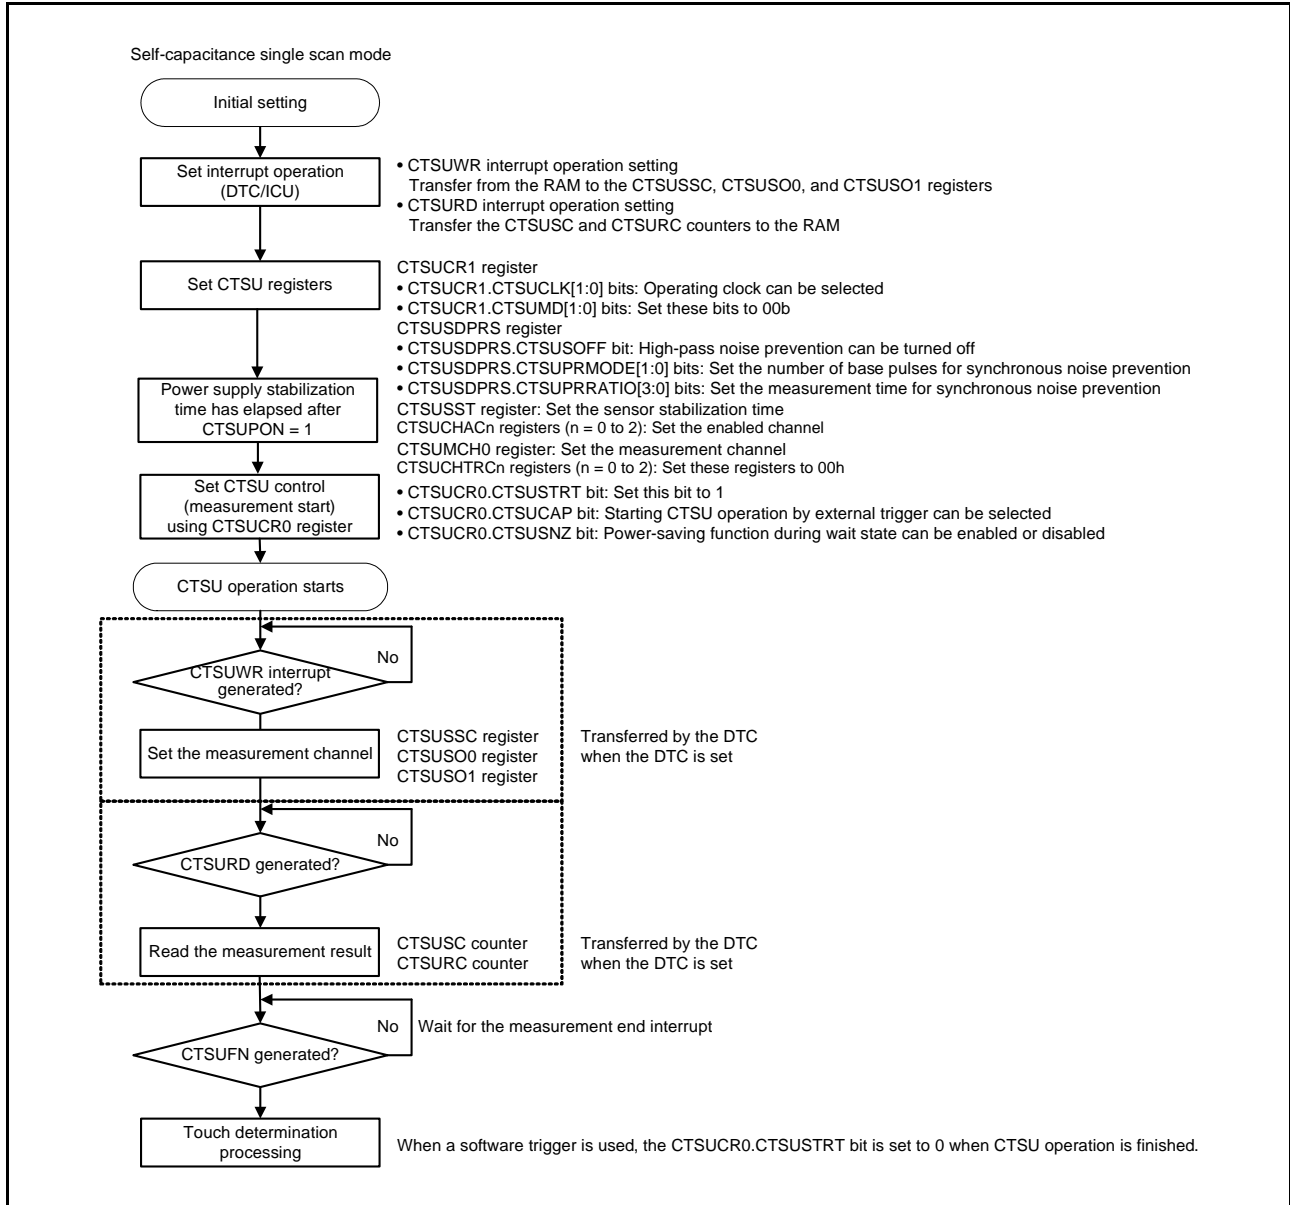 Self-capacitance single scan mode
Initial setting
Set interrupt operation
(DTC/ICU)
• CTSUWR interrupt operation setting
Transfer from the RAM to the CTSUSSC, CTSUSO0, and CTSUSO1 registers
• CTSURD interrupt operation setting
Transfer the CTSUSC and CTSURC counters to the RAM
Set CTSU registers
CTSUCR1 register
• CTSUCR1.CTSUCLK[1:0] bits: Operating clock can be selected
• CTSUCR1.CTSUMD[1:0] bits: Set these bits to 00b
CTSUSDPRS register
• CTSUSDPRS.CTSUSOFF bit: High-pass noise prevention can be turned off
• CTSUSDPRS.CTSUPRMODE[1:0] bits: Set the number of base pulses for synchronous noise prevention
• CTSUSDPRS.CTSUPRRATIO[3:0] bits: Set the measurement time for synchronous noise prevention
CTSUSST register: Set the sensor stabilization time
CTSUCHACn registers (n = 0 to 2): Set the enabled channel
CTSUMCH0 register: Set the measurement channel
CTSUCHTRCn registers (n = 0 to 2): Set these registers to 00h
Power supply stabilization
time has elapsed after
CTSUPON = 1
Set CTSU control
(measurement start)
using CTSUCR0 register
• CTSUCR0.CTSUSTRT bit: Set this bit to 1
• CTSUCR0.CTSUCAP bit: Starting CTSU operation by external trigger can be selected
• CTSUCR0.CTSUSNZ bit: Power-saving function during wait state can be enabled or disabled
CTSU operation starts
CTSUWR interrupt
generated?
No
Set the measurement channel
CTSUSSC register
CTSUSO0 register
CTSUSO1 register
Transferred by the DTC
when the DTC is set
CTSURD generated?
No
Read the measurement result
CTSUSC counter
CTSURC counter
Transferred by the DTC
when the DTC is set
CTSUFN generated?
No
Wait for the measurement end interrupt
Touch determination
processing
When a software trigger is used, the CTSUCR0.CTSUSTRT bit is set to 0 when CTSU operation is finished.